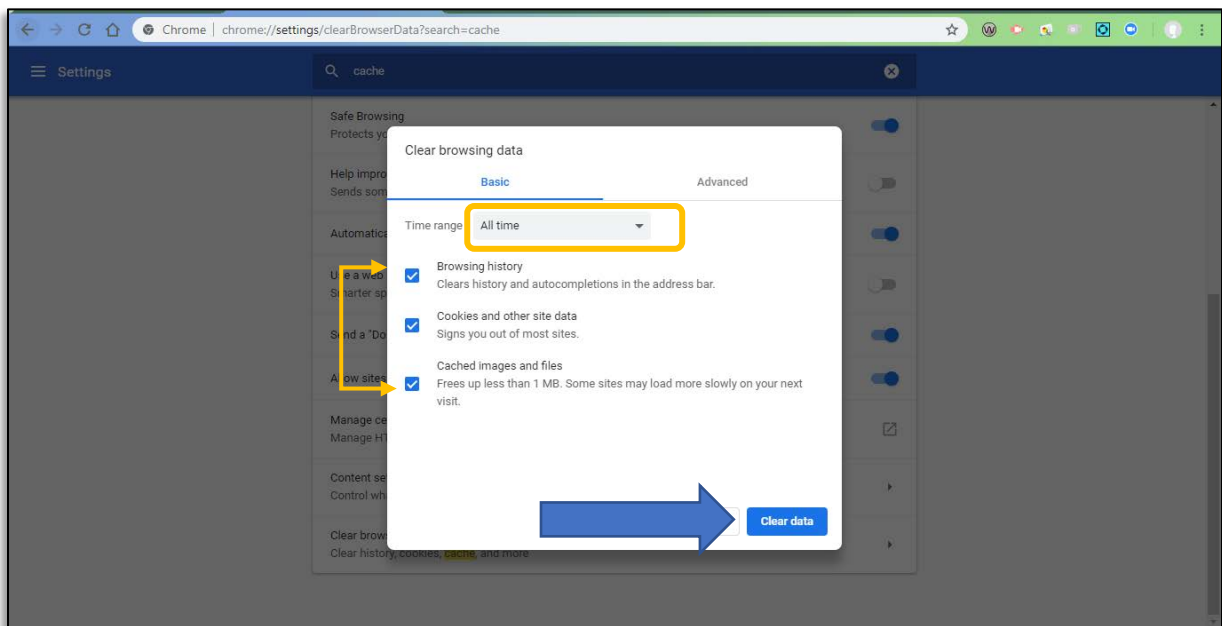 Chrome | chrome://settings/clearBrowserData?search=cache
Settings
cache
Safe Browsing
Protects yo
Help impro
Sends som
Automatica
Use a web
Smarter sp
Send a "Do
Allow sites
Manage ce
Manage HT
Content se
Control wh
Clear brow
Clear history, cookies, cache, and more
Clear browsing data
Basic
Advanced
Time range
All time
Browsing history
Clears history and autocompletions in the address bar.
Cookies and other site data
Signs you out of most sites.
Cached images and files
Frees up less than 1 MB. Some sites may load more slowly on your next
visit.
Clear data